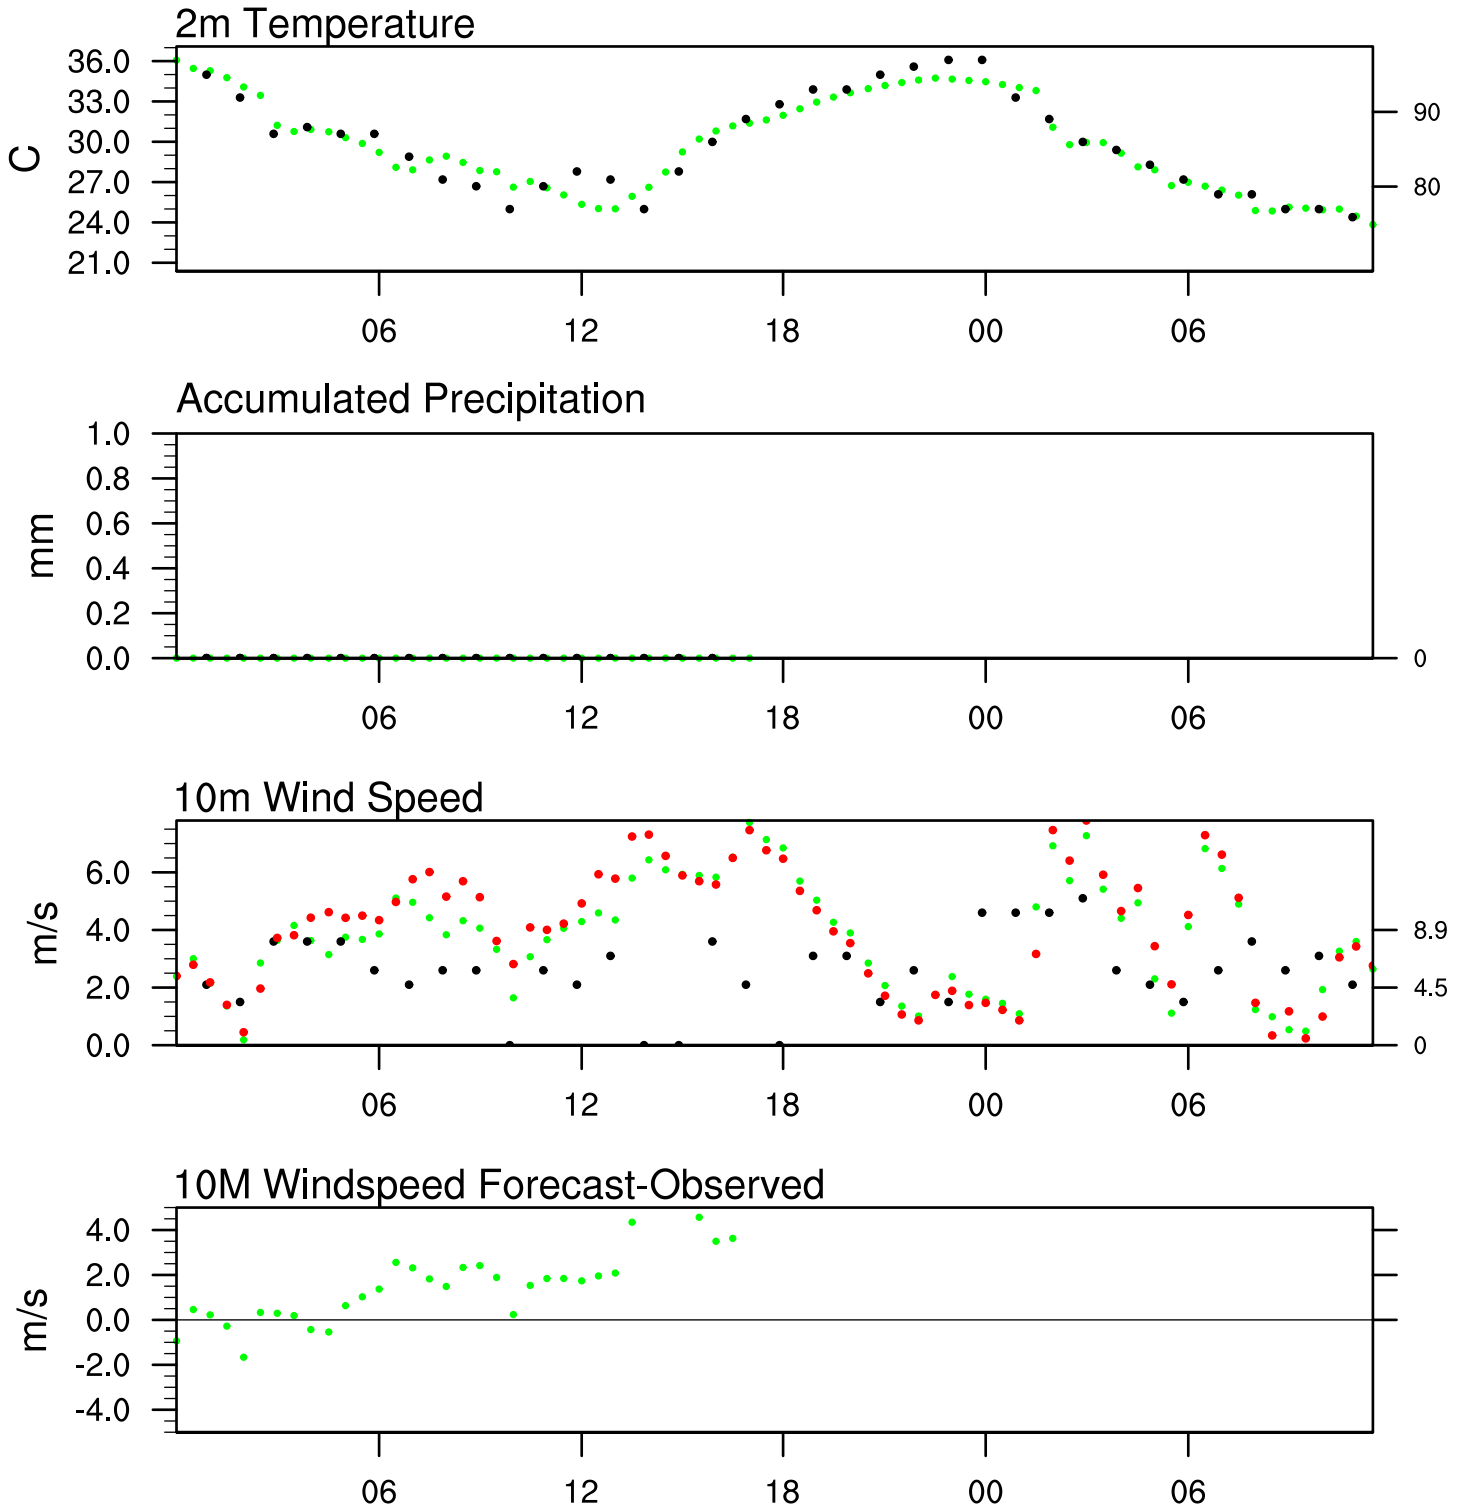 2m Temperature
36.0
33.0
30.0
27.0
24.0
21.0
C
90
80
06 12 18 00 06
Accumulated Precipitation
1.0
0.8
0.6
0.4
0.2
0.0
mm
0
06 12 18 00 06
10m Wind Speed
6.0
4.0
2.0
0.0
m/s
8.9
4.5
0
06 12 18 00 06
10M Windspeed Forecast-Observed
4.0
2.0
0.0
-2.0
-4.0
m/s
06 12 18 00 06